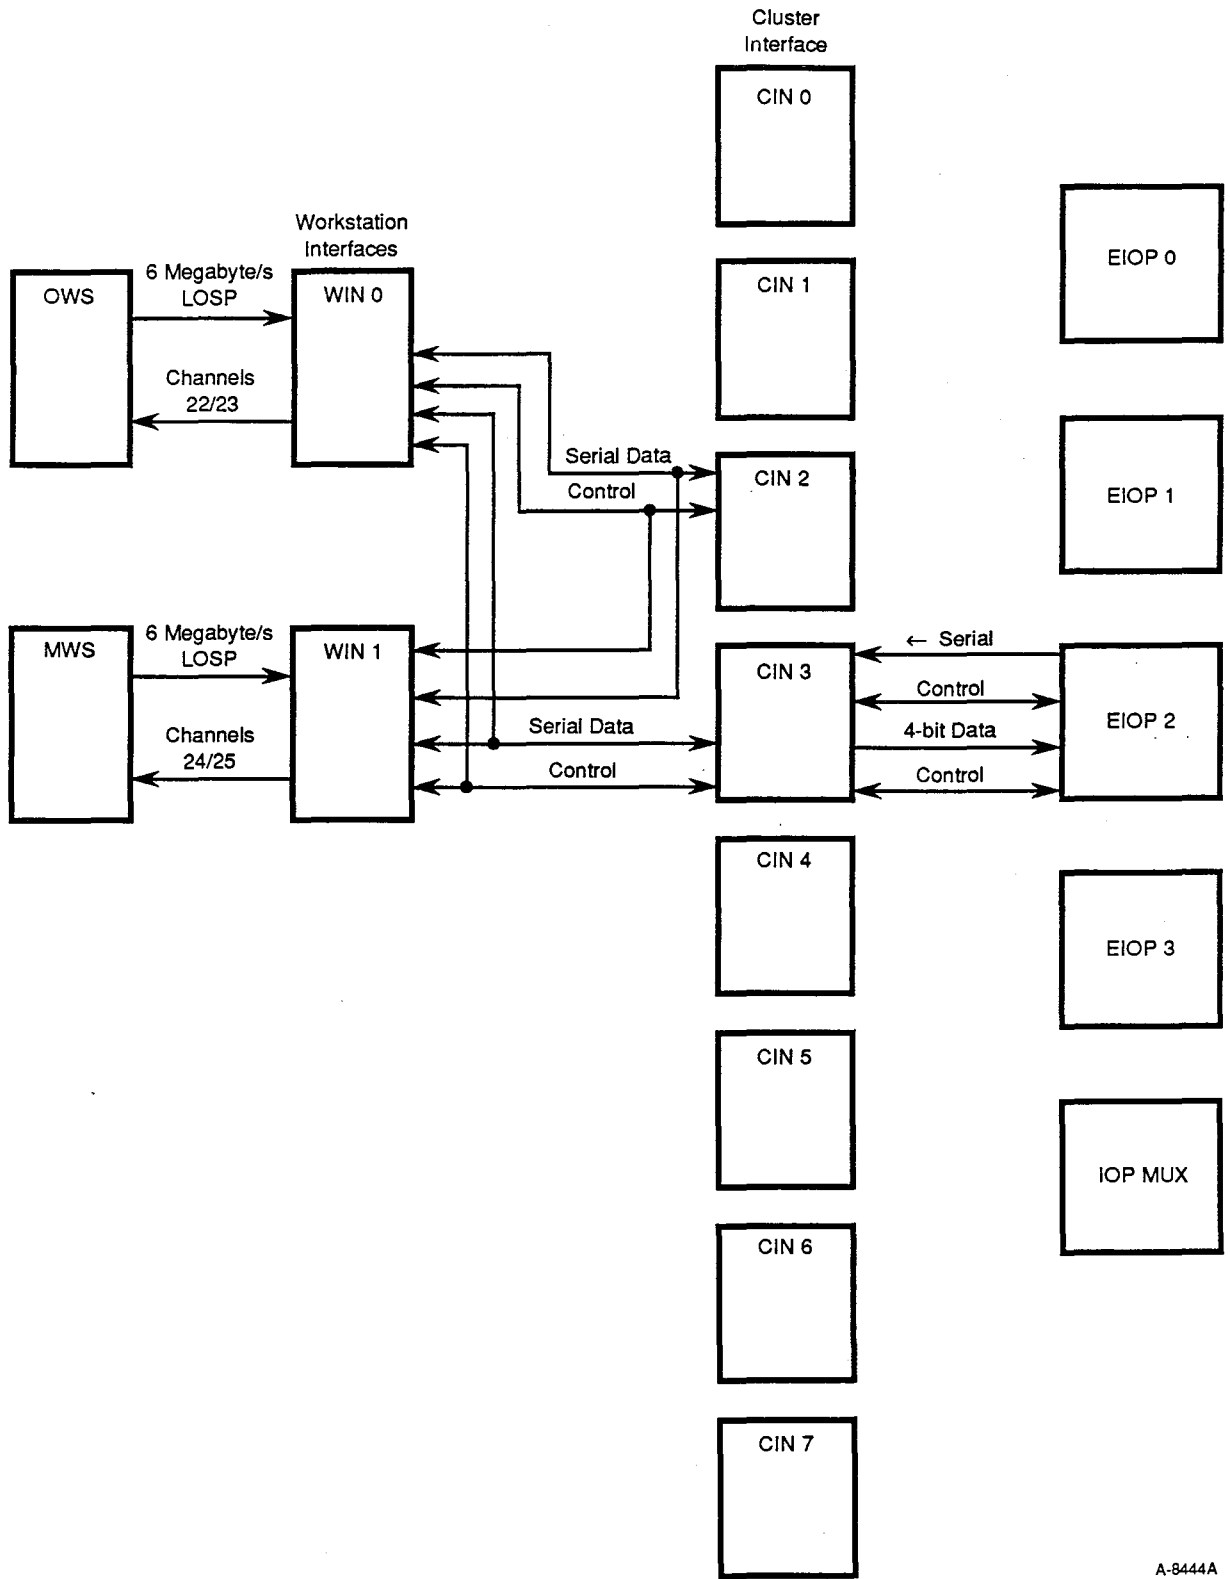 Cluster
Interface
CIN 0
CIN 1
CIN 2
CIN 3
CIN 4
CIN 5
CIN 6
CIN 7
Workstation
Interfaces
OWS
6 Megabyte/s
LOSP
Channels
22/23
WIN 0
Serial Data
Control
MWS
6 Megabyte/s
LOSP
Channels
24/25
WIN 1
Serial Data
Control
← Serial
Control
4-bit Data
Control
EIOP 0
EIOP 1
EIOP 2
EIOP 3
IOP MUX
A-8444A